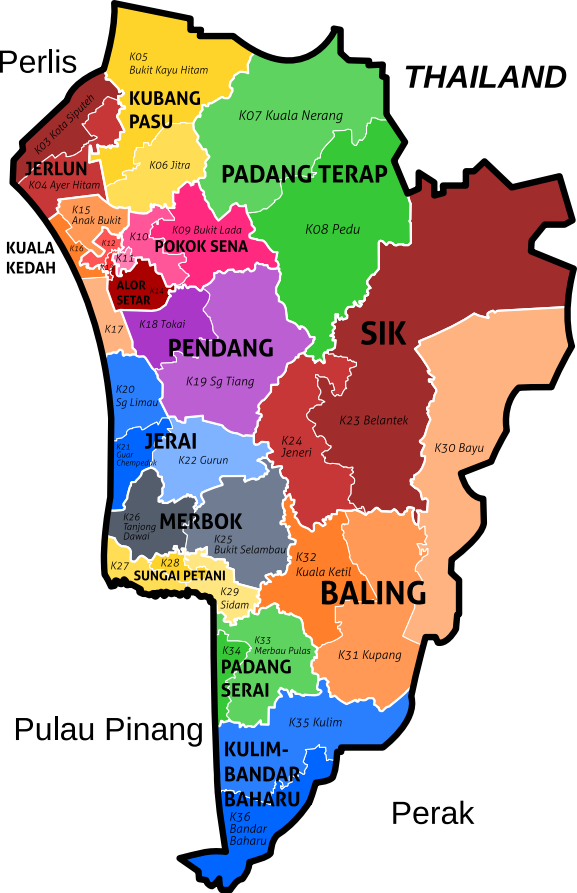 K05
Bukit Kayu Hitam
Perlis
THAILAND
KUBANG
PASU
K03 Kota Siputeh
K07 Kuala Nerang
K06 Jitra
JERLUN
K04 Ayer Hitam
PADANG TERAP
K15
Anak Bukit
K09 Bukit Lada
K08 Pedu
K10
K12
K16
POKOK SENA
KUALA
KEDAH
K11
ALOR
SETAR
K17
K18 Tokai
SIK
PENDANG
K19 Sg Tiang
K20
Sg Limau
K23 Belantek
K24
Jeneri
JERAI
K21
Guar
Chempedak
K22 Gurun
K30 Bayu
K26
Tanjong
Dawai
MERBOK
K25
Bukit Selambau
K32
Kuala Ketil
K27
K28
SUNGAI PETANI
BALING
K29
Sidam
K33
Merbau Pulas
K34
K31 Kupang
PADANG
SERAI
Pulau Pinang
K35 Kulim
KULIM-
BANDAR
BAHARU
K36
Bandar
Baharu
Perak